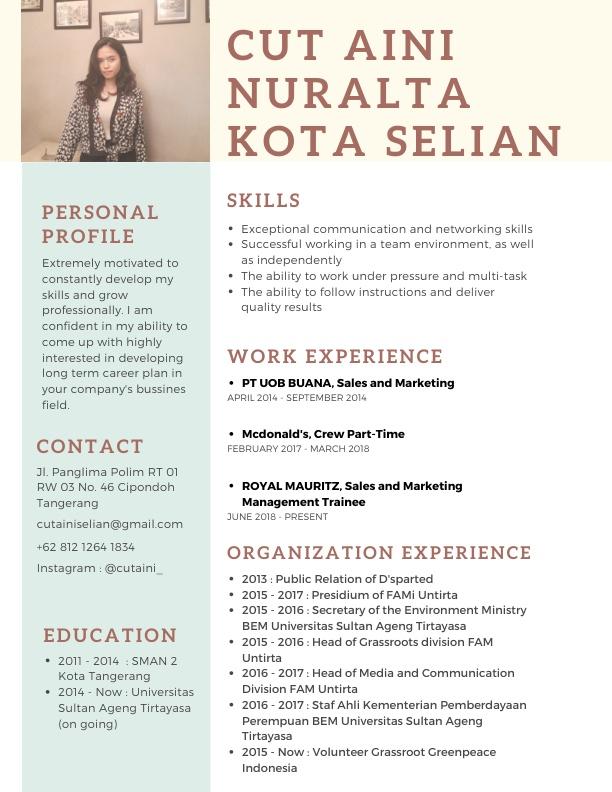 CUT AINI
NURALTA
KOTA SELIAN
PERSONAL
PROFILE
Extremely motivated to
constantly develop my
skills and grow
professionally. I am
confident in my ability to
come up with highly
interested in developing
long term career plan in
your company's bussines
field.
CONTACT
Jl. Panglima Polim RT 01
RW 03 No. 46 Cipondoh
Tangerang
cutainiselian@gmail.com
+62 812 1264 1834
Instagram : @cutaini_
EDUCATION
• 2011 - 2014 : SMAN 2
Kota Tangerang
• 2014 - Now : Universitas
Sultan Ageng Tirtayasa
(on going)
SKILLS
• Exceptional communication and networking skills
• Successful working in a team environment, as well
as independently
• The ability to work under pressure and multi-task
• The ability to follow instructions and deliver
quality results
WORK EXPERIENCE
• PT UOB BUANA, Sales and Marketing
APRIL 2014 - SEPTEMBER 2014
• Mcdonald's, Crew Part-Time
FEBRUARY 2017 - MARCH 2018
• ROYAL MAURITZ, Sales and Marketing
Management Trainee
JUNE 2018 - PRESENT
ORGANIZATION EXPERIENCE
• 2013 : Public Relation of D'sparted
• 2015 - 2017 : Presidium of FAMi Untirta
• 2015 - 2016 : Secretary of the Environment Ministry
BEM Universitas Sultan Ageng Tirtayasa
• 2015 - 2016 : Head of Grassroots division FAM
Untirta
• 2016 - 2017 : Head of Media and Communication
Division FAM Untirta
• 2016 - 2017 : Staf Ahli Kementerian Pemberdayaan
Perempuan BEM Universitas Sultan Ageng
Tirtayasa
• 2015 - Now : Volunteer Grassroot Greenpeace
Indonesia